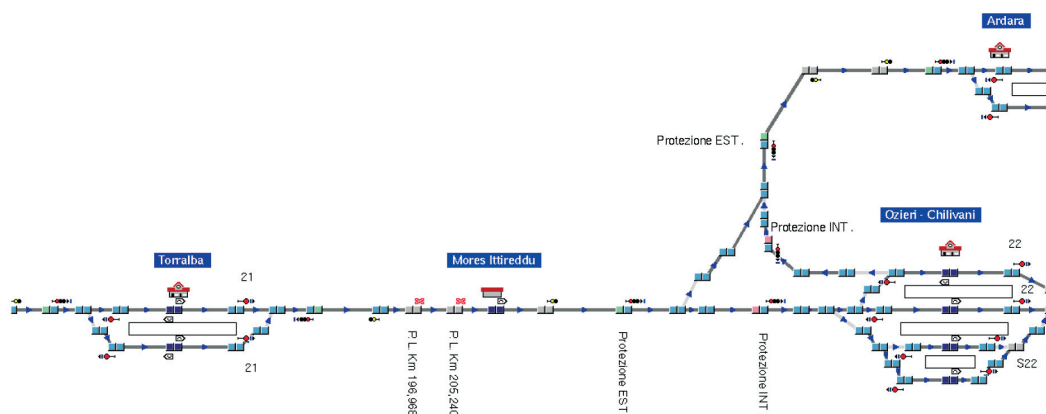 Ardara
Protezione EST .
Protezione INT .
Ozieri - Chilivani
22
Torralba
21
Mores Ittireddu
22
21
P.L. Km 196,968
P.L. Km 205,240
Protezione EST
Protezione INT
S22